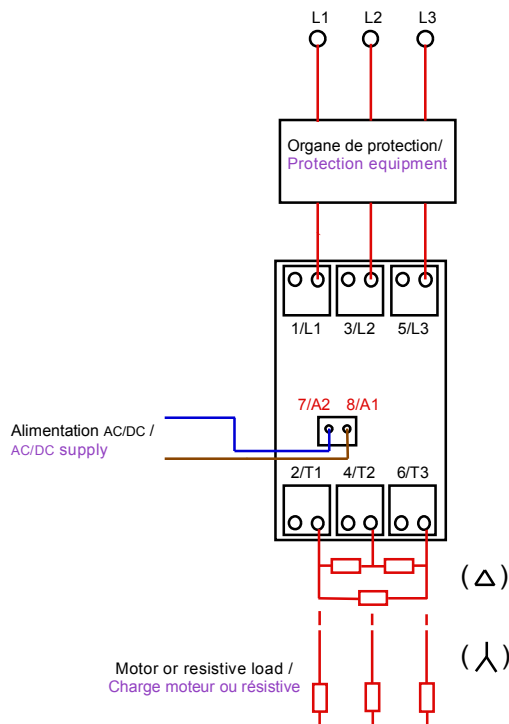 L1 L2 L3
Organe de protection/
Protection equipment
1/L1 3/L2 5/L3
7/A2 8/A1
Alimentation AC/DC /
AC/DC supply
2/T1 4/T2 6/T3
Motor or resistive load /
Charge moteur ou résistive